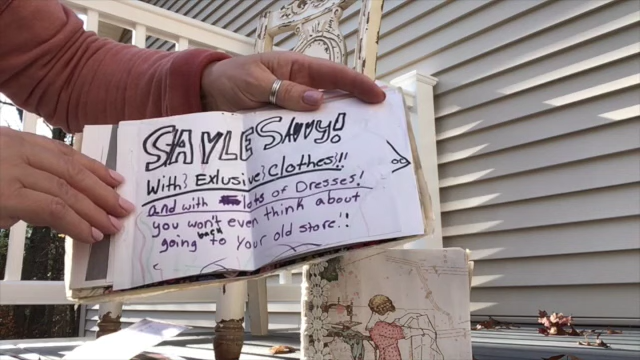 SAYLE SAVVY!
With} Exlusive} Clothes!!!
and with lots of Dresses!
you won't even think about
going back to your old store!!